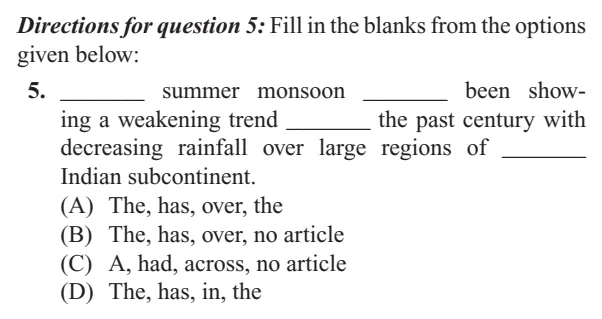 Directions for question 5: Fill in the blanks from the options
given below:
5. _______ summer monsoon _______ been show-
ing a weakening trend _______ the past century with
decreasing rainfall over large regions of _______
Indian subcontinent.
(A) The, has, over, the
(B) The, has, over, no article
(C) A, had, across, no article
(D) The, has, in, the